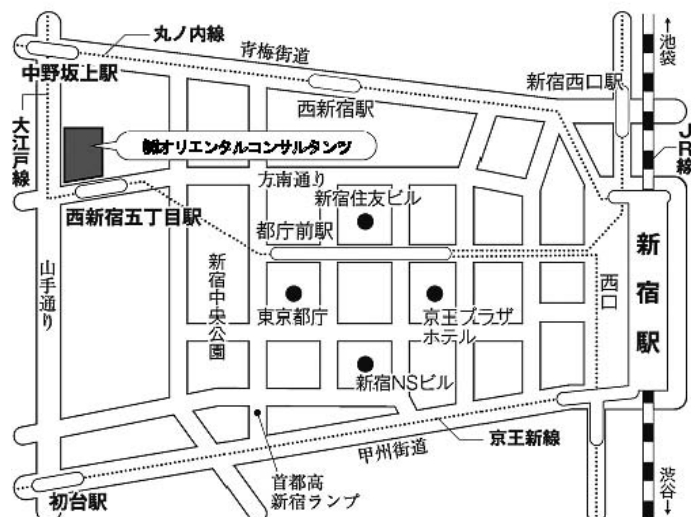 丸ノ内線
青梅街道
↑池袋
中野坂上駅
西新宿駅
新宿西口駅
大江戸線
㈱オリエンタルコンサルタンツ
JR線
方南通り
新宿住友ビル
西新宿五丁目駅
都庁前駅
山手通り
新宿中央公園
東京都庁
京王プラザ
ホテル
西口
新宿駅
新宿NSビル
京王新線
甲州街道
初台駅
首都高
新宿ランプ
渋谷↓